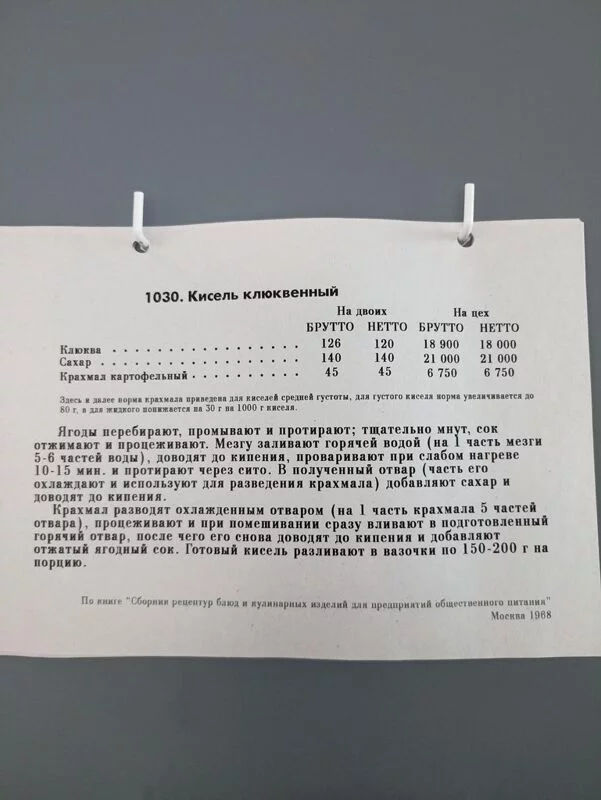 1030. Кисель клюквенный
На двоих На цех
БРУТТО НЕТТО БРУТТО НЕТТО
Клюква . . . . . . . . . . . . . . . . . 126 120 18 900 18 000
Сахар . . . . . . . . . . . . . . . . . . 140 140 21 000 21 000
Крахмал картофельный . . . . . . . . . . 45 45 6 750 6 750
Здесь и далее норма крахмала приведена для киселей средней густоты, для густого киселя норма увеличивается до
80 г, а для жидкого понижается на 30 г на 1000 г киселя.
Ягоды перебирают, промывают и протирают; тщательно мнут, сок
отжимают и процеживают. Мезгу заливают горячей водой (на 1 часть мезги
5-6 частей воды), доводят до кипения, проваривают при слабом нагреве
10-15 мин. и протирают через сито. В полученный отвар (часть его
охлаждают и используют для разведения крахмала) добавляют сахар и
доводят до кипения.
Крахмал разводят охлажденным отваром (на 1 часть крахмала 5 частей
отвара), процеживают и при помешивании сразу вливают в подготовленный
горячий отвар, после чего его снова доводят до кипения и добавляют
отжатый ягодный сок. Готовый кисель разливают в вазочки по 150-200 г на
порцию.
По книге "Сборник рецептур блюд и кулинарных изделий для предприятий общественного питания"
Москва 1968